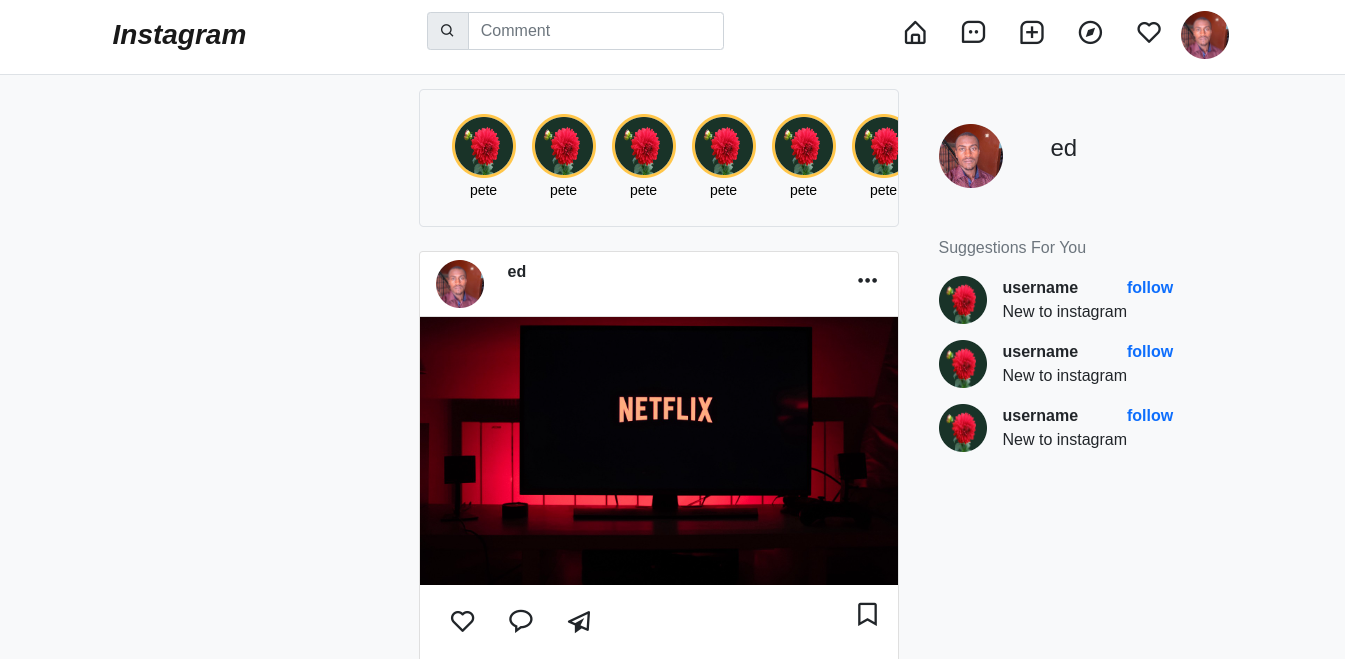 Instagram
Comment
pete pete pete pete pete pete
ed
Suggestions For You
username follow
New to instagram
username follow
New to instagram
username follow
New to instagram
ed
NETFLIX